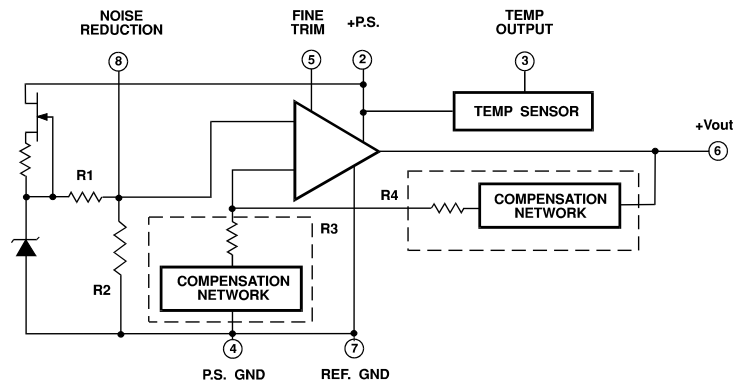 NOISE
REDUCTION
8
FINE
TRIM
5
+P.S.
2
TEMP
OUTPUT
3
TEMP SENSOR
+Vout
6
R1
R4
COMPENSATION
NETWORK
R3
R2
COMPENSATION
NETWORK
4
7
P.S. GND
REF. GND